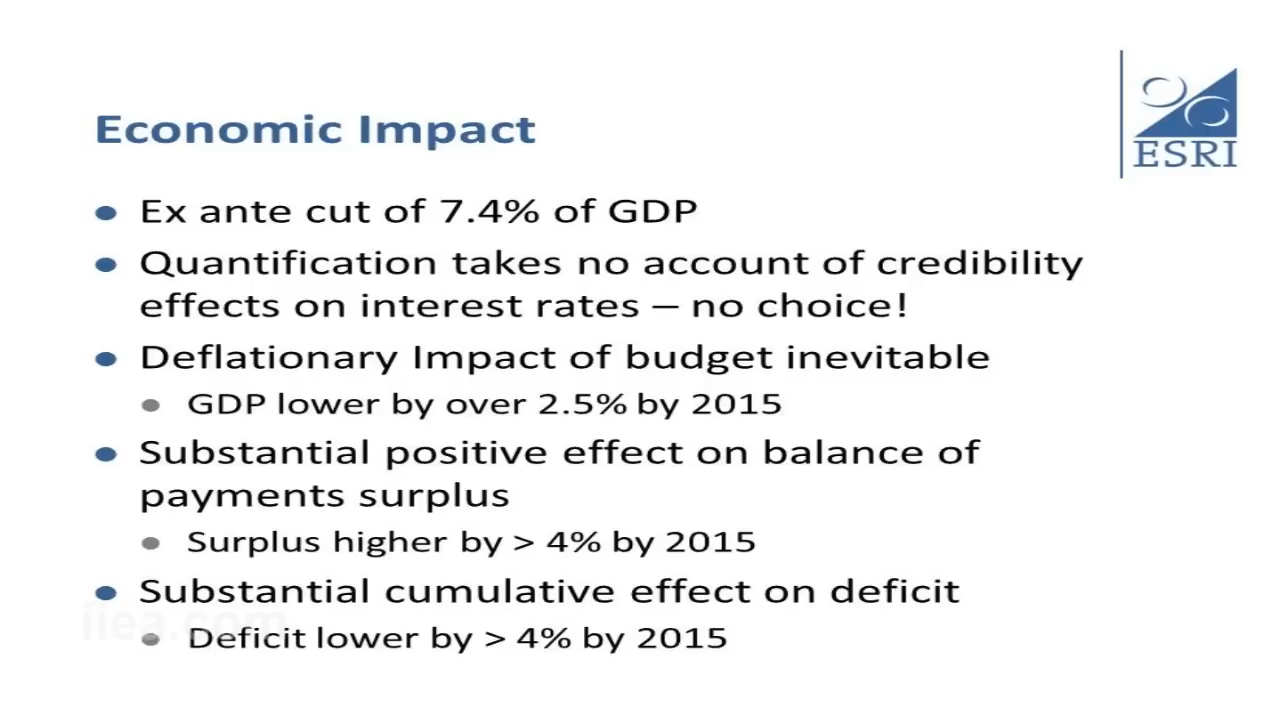 Economic Impact
ESRI
Ex ante cut of 7.4% of GDP
Quantification takes no account of credibility
effects on interest rates – no choice!
Deflationary Impact of budget inevitable
GDP lower by over 2.5% by 2015
Substantial positive effect on balance of
payments surplus
Surplus higher by > 4% by 2015
Substantial cumulative effect on deficit
ilea.com
Deficit lower by > 4% by 2015